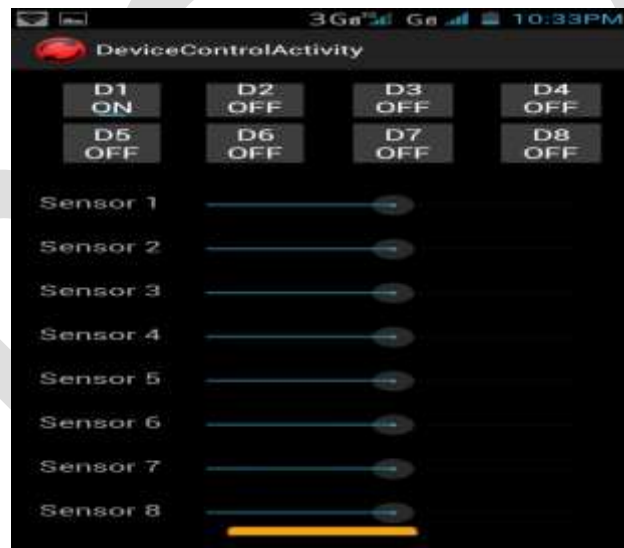 10:33PM
DeviceControlActivity
D1 D2 D3 D4
ON OFF OFF OFF
D5 D6 D7 D8
OFF OFF OFF OFF
Sensor 1
Sensor 2
Sensor 3
Sensor 4
Sensor 5
Sensor 6
Sensor 7
Sensor 8